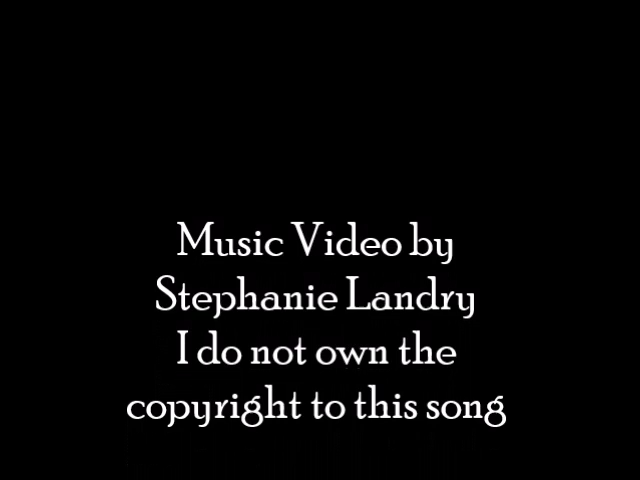 Music Video by
Stephanie Landry
I do not own the
copyright to this song